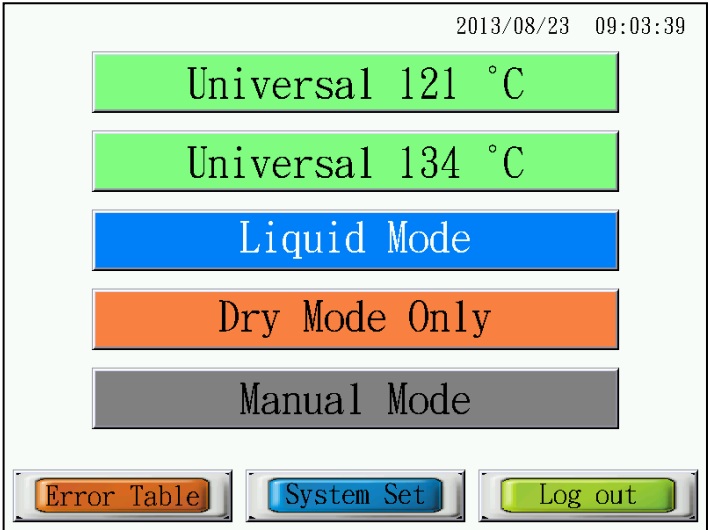 2013/08/23 09:03:39
Universal 121 °C
Universal 134 °C
Liquid Mode
Dry Mode Only
Manual Mode
Error Table System Set Log out